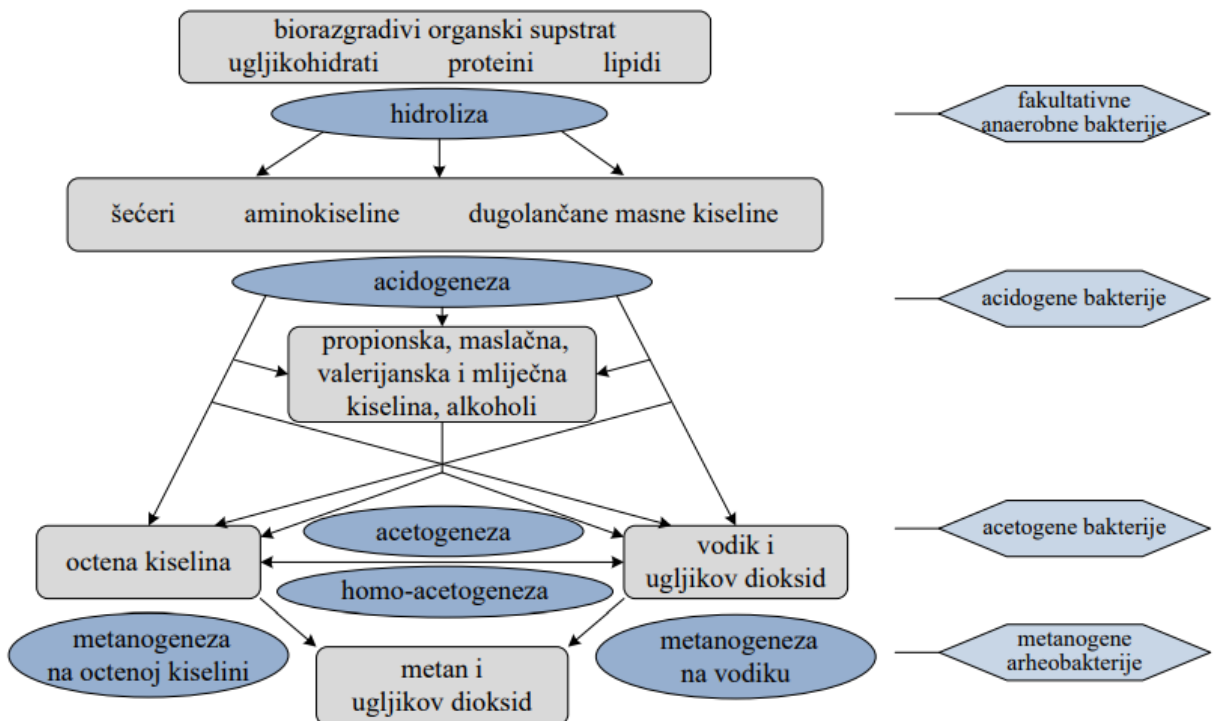 biorazgradivi organski supstrat
ugljikohidrati proteini lipidi
hidroliza
fakultativne
anaerobne bakterije
šećeri aminokiseline dugolančane masne kiseline
acidogeneza
acidogene bakterije
propionska, maslačna,
valerijanska i mliječna
kiselina, alkoholi
octena kiselina
acetogeneza
homo-acetogeneza
vodik i
ugljikov dioksid
acetogene bakterije
metanogeneza
na octenoj kiselini
metan i
ugljikov dioksid
metanogeneza
na vodiku
metanogene
arheobakterije